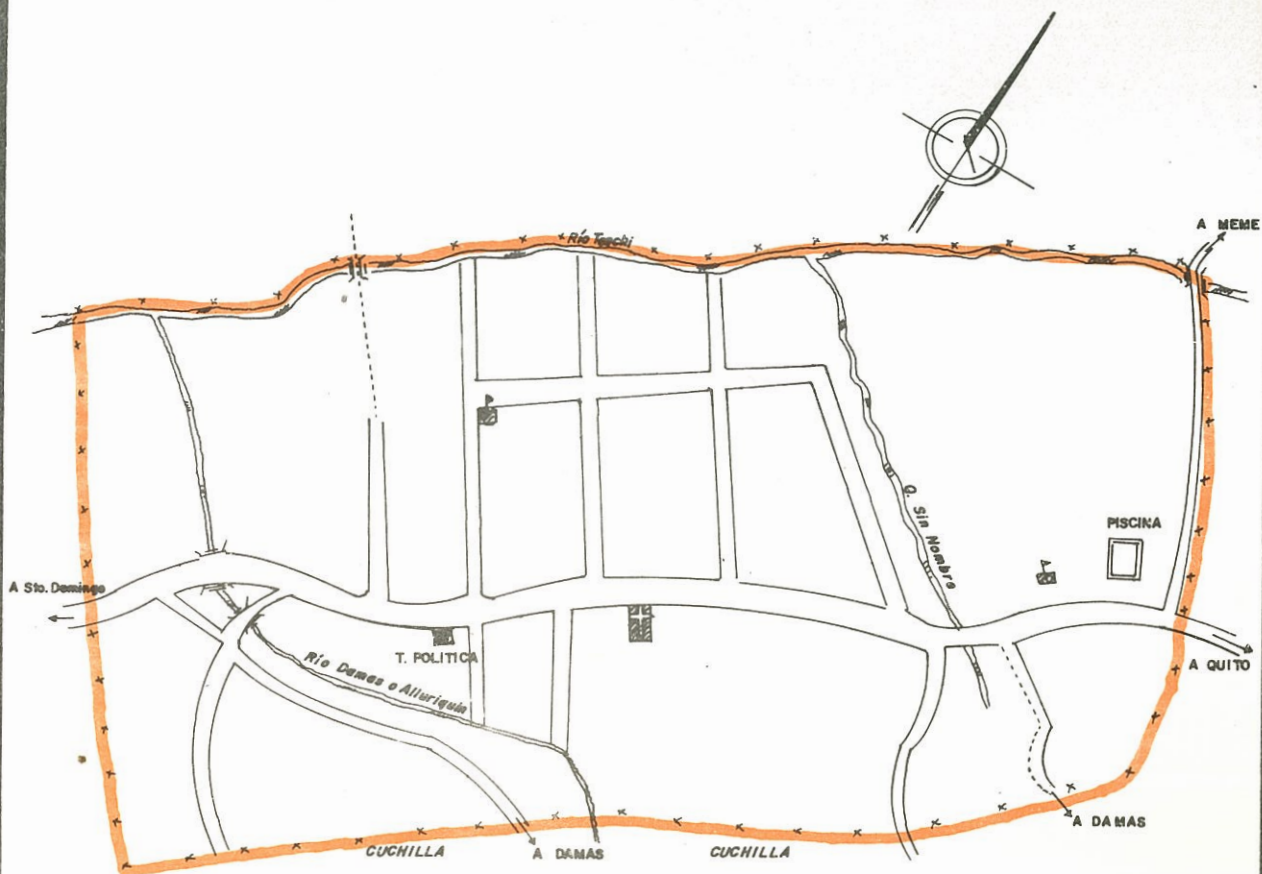 A MEME
Río Toachi
Q. Sin Nombre
PISCINA
A Sto. Domingo
T. POLITICA
A QUITO
Río Damas o Alluriquín
A DAMAS
CUCHILLA
A DAMAS
CUCHILLA